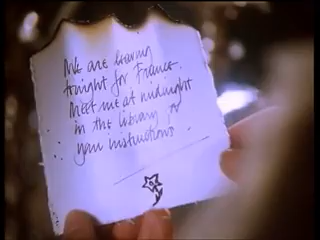 We are leaving
tonight for France.
Meet me at midnight
in the library for
your instructions.